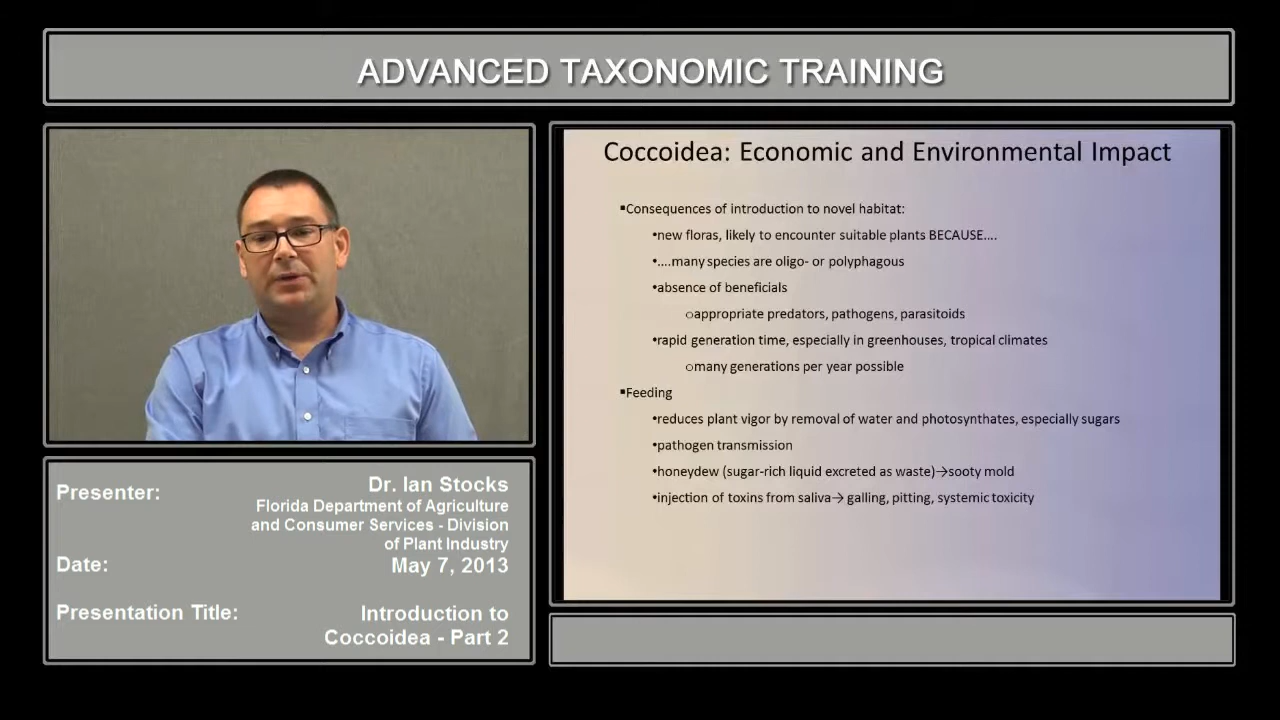 ADVANCED TAXONOMIC TRAINING
Coccoidea: Economic and Environmental Impact
▪Consequences of introduction to novel habitat:
•new floras, likely to encounter suitable plants BECAUSE....
•....many species are oligo- or polyphagous
•absence of beneficials
oappropriate predators, pathogens, parasitoids
•rapid generation time, especially in greenhouses, tropical climates
omany generations per year possible
▪Feeding
•reduces plant vigor by removal of water and photosynthates, especially sugars
•pathogen transmission
•honeydew (sugar-rich liquid excreted as waste)→sooty mold
•injection of toxins from saliva→ galling, pitting, systemic toxicity
Presenter: Dr. Ian Stocks
Florida Department of Agriculture
and Consumer Services - Division
of Plant Industry
Date: May 7, 2013
Presentation Title: Introduction to
Coccoidea - Part 2